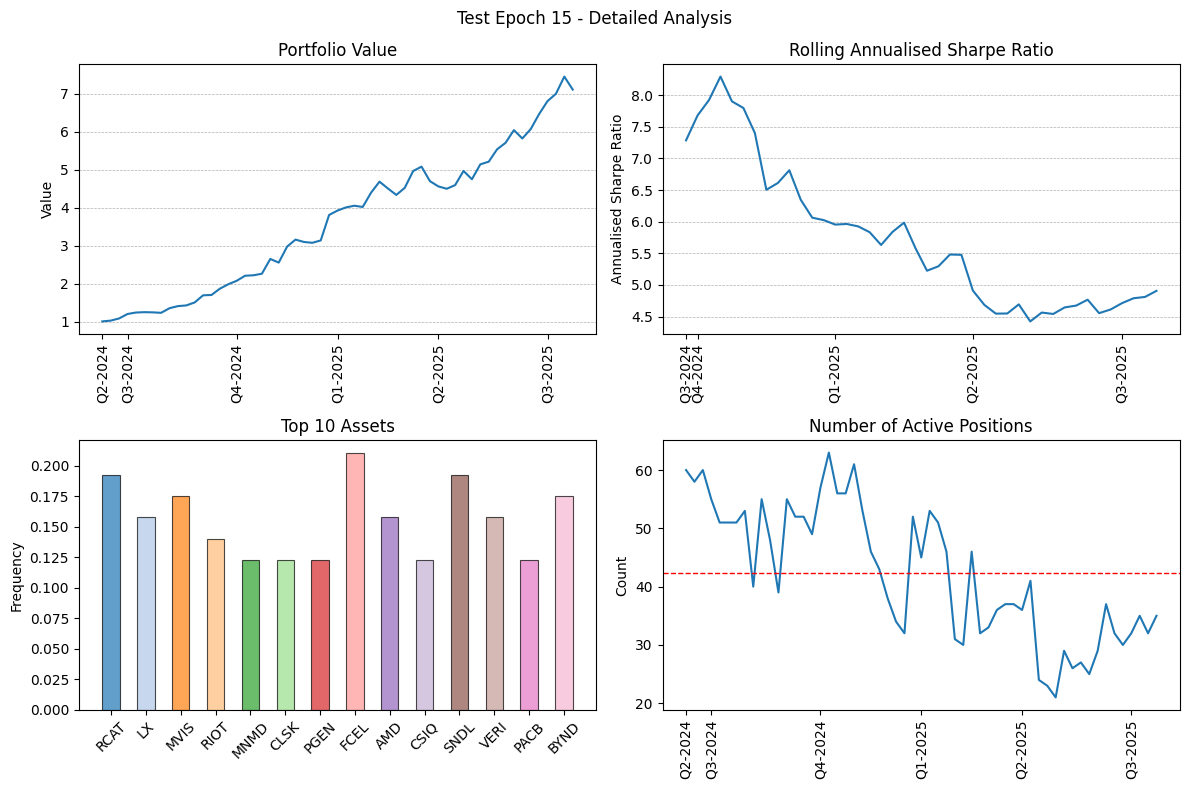 Test Epoch 15 - Detailed Analysis
Portfolio Value
Value
7
6
5
4
3
2
1
Q2-2024
Q3-2024
Q4-2024
Q1-2025
Q2-2025
Q3-2025
Rolling Annualised Sharpe Ratio
Annualised Sharpe Ratio
8.0
7.5
7.0
6.5
6.0
5.5
5.0
4.5
Q3-2024
Q4-2024
Q1-2025
Q2-2025
Q3-2025
Top 10 Assets
Frequency
0.200
0.175
0.150
0.125
0.100
0.075
0.050
0.025
0.000
RCAT
LX
MVIS
RIOT
MNMD
CLSK
PGEN
FCEL
AMD
CSIQ
SNDL
VERI
PACB
BYND
Number of Active Positions
Count
60
50
40
30
20
Q2-2024
Q3-2024
Q4-2024
Q1-2025
Q2-2025
Q3-2025